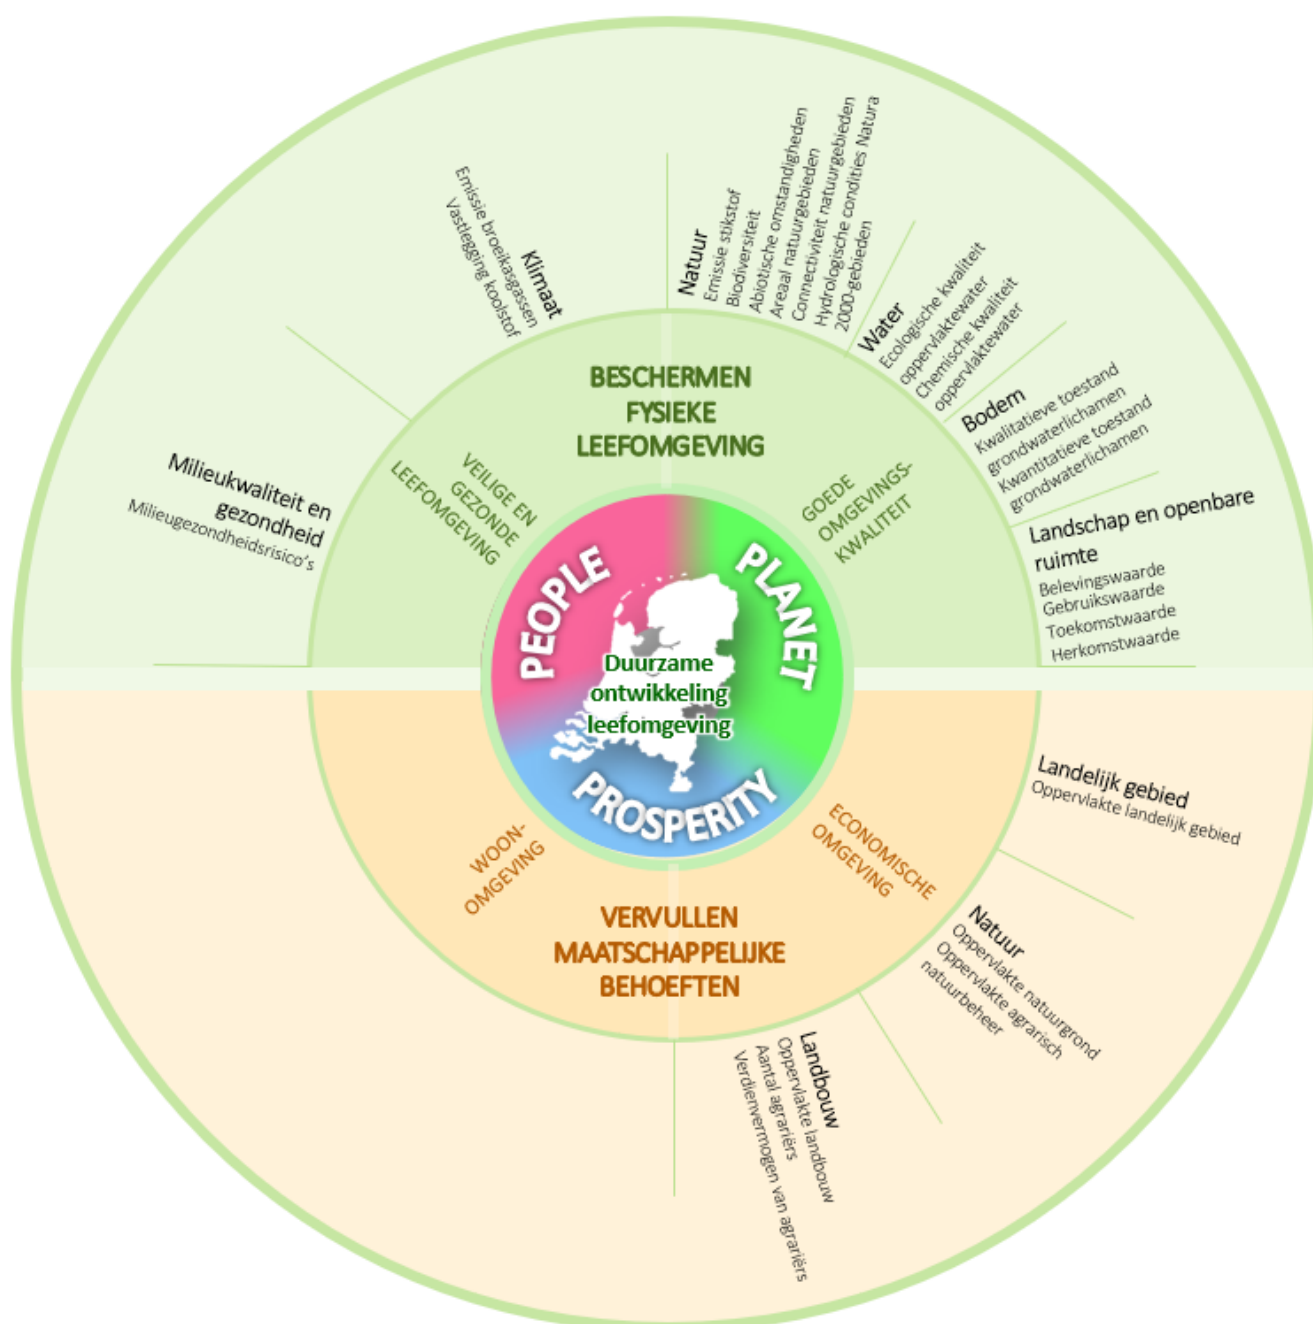 Klimaat
Emissie broeikasgassen
Vastlegging koolstof
Milieukwaliteit en
gezondheid
Milieugezondheidsrisico's
Natuur
Emissie stikstof
Biodiversiteit
Abiotische omstandigheden
Areaal natuurgebieden
Connectiviteit natuurgebieden
Hydrologische condities Natura
2000-gebieden
Water
Ecologische kwaliteit
oppervlaktewater
Chemische kwaliteit
oppervlaktewater
Bodem
Kwalitatieve toestand
grondwaterlichamen
Kwantitatieve toestand
grondwaterlichamen
Landschap en openbare
ruimte
Belevingswaarde
Gebruikswaarde
Toekomstwaarde
Herkomstwaarde
BESCHERMEN
FYSIEKE
LEEFOMGEVING
VEILIGE EN
GEZONDE
LEEFOMGEVING
GOEDE
OMGEVINGS-
KWALITEIT
PEOPLE
PLANET
PROSPERITY
Duurzame
ontwikkeling
leefomgeving
WOON-
OMGEVING
ECONOMISCHE
OMGEVING
VERVULLEN
MAATSCHAPPELIJKE
BEHOEFTEN
Landelijk gebied
Oppervlakte landelijk gebied
Natuur
Oppervlakte natuurgrond
Oppervlakte agrarisch
natuurbeheer
Landbouw
Oppervlakte landbouw
Aantal agrariërs
Verdienvermogen van agrariërs